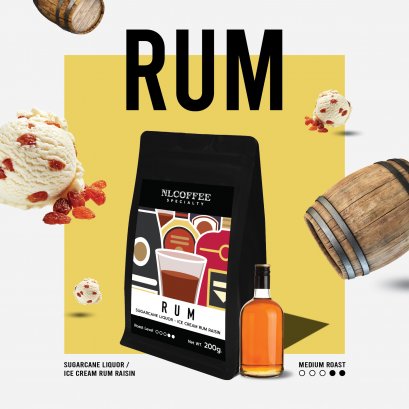 RUM
NLCOFFEE
SPECIALTY
RUM
SUGARCANE LIQUOR - ICE CREAM RUM RAISIN
Roast Level
Net WT. 200g.
SUGARCANE LIQUOR /
ICE CREAM RUM RAISIN
MEDIUM ROAST